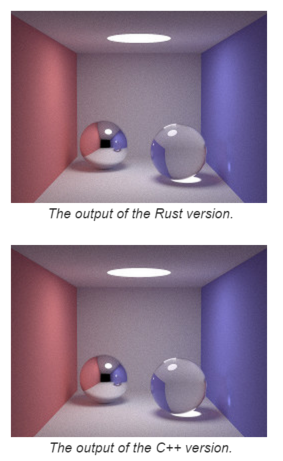 The output of the Rust version.
The output of the C++ version.